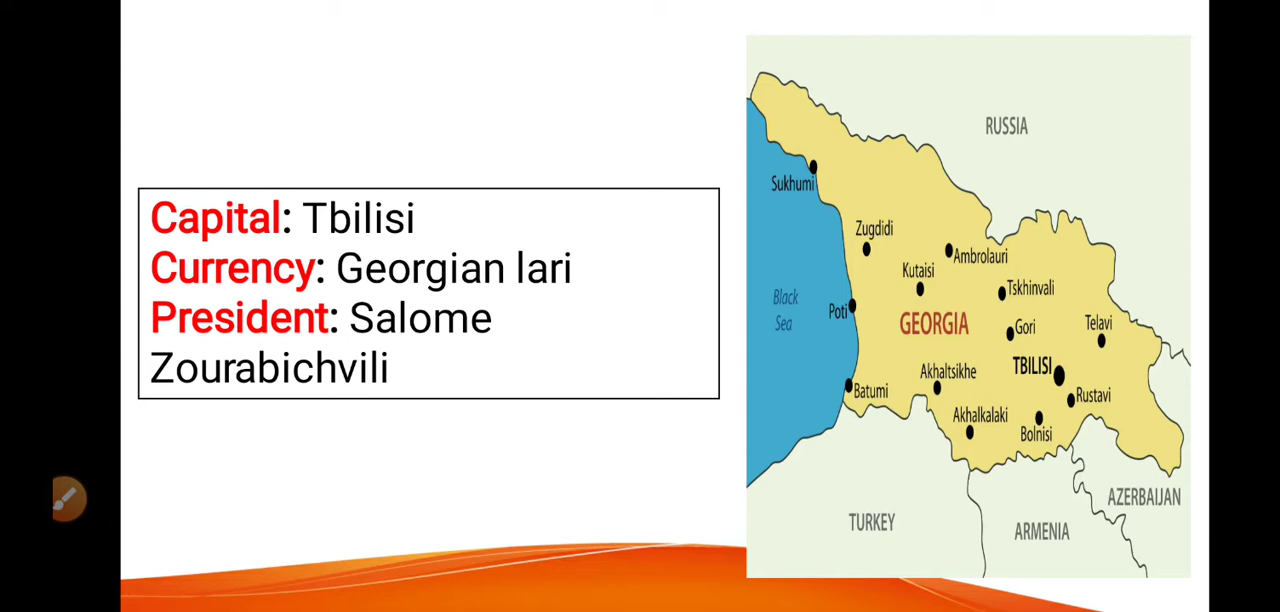 Capital: Tbilisi
Currency: Georgian lari
President: Salome
Zourabichvili
RUSSIA
Sukhumi
Zugdidi
Ambrolauri
Kutaisi
Tskhinvali
Black
Sea
Poti
GEORGIA
Gori
Telavi
TBILISI
Akhaltsikhe
Batumi
Rustavi
Akhalkalaki
Bolnisi
AZERBAIJAN
TURKEY
ARMENIA